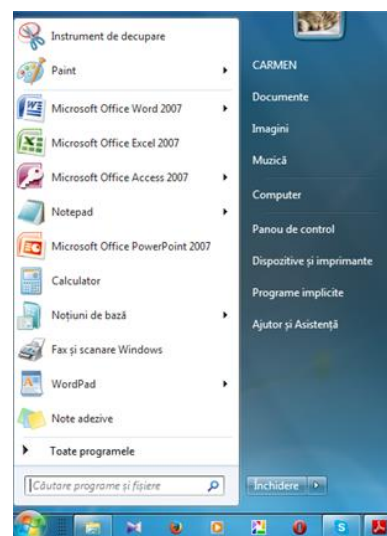 Instrument de decupare
Paint
Microsoft Office Word 2007
Microsoft Office Excel 2007
Microsoft Office Access 2007
Notepad
Microsoft Office PowerPoint 2007
Calculator
Noțiuni de bază
Fax și scanare Windows
WordPad
Note adezive
Toate programele
Căutare programe și fișiere
CARMEN
Documente
Imagini
Muzică
Computer
Panou de control
Dispozitive și imprimante
Programe implicite
Ajutor și Asistență
Închidere